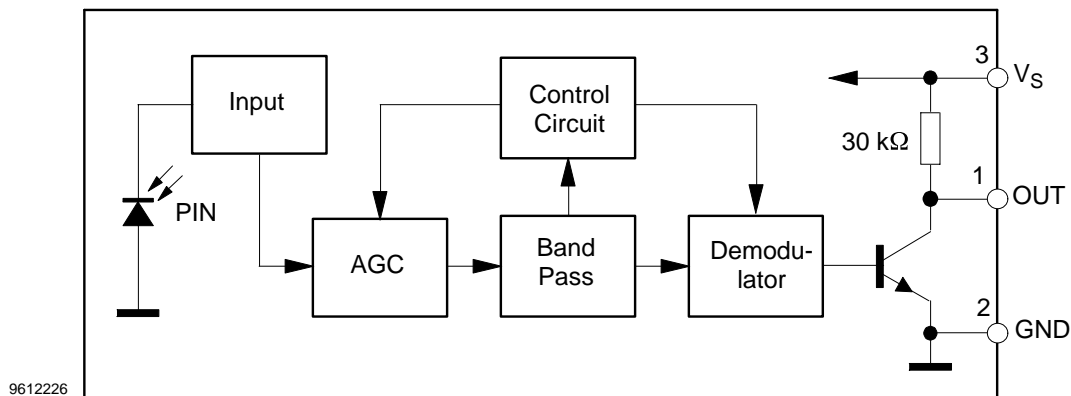 3
V_S
Input
Control
Circuit
30 kΩ
1
OUT
PIN
AGC
Band
Pass
Demodu-
lator
2
GND
9612226